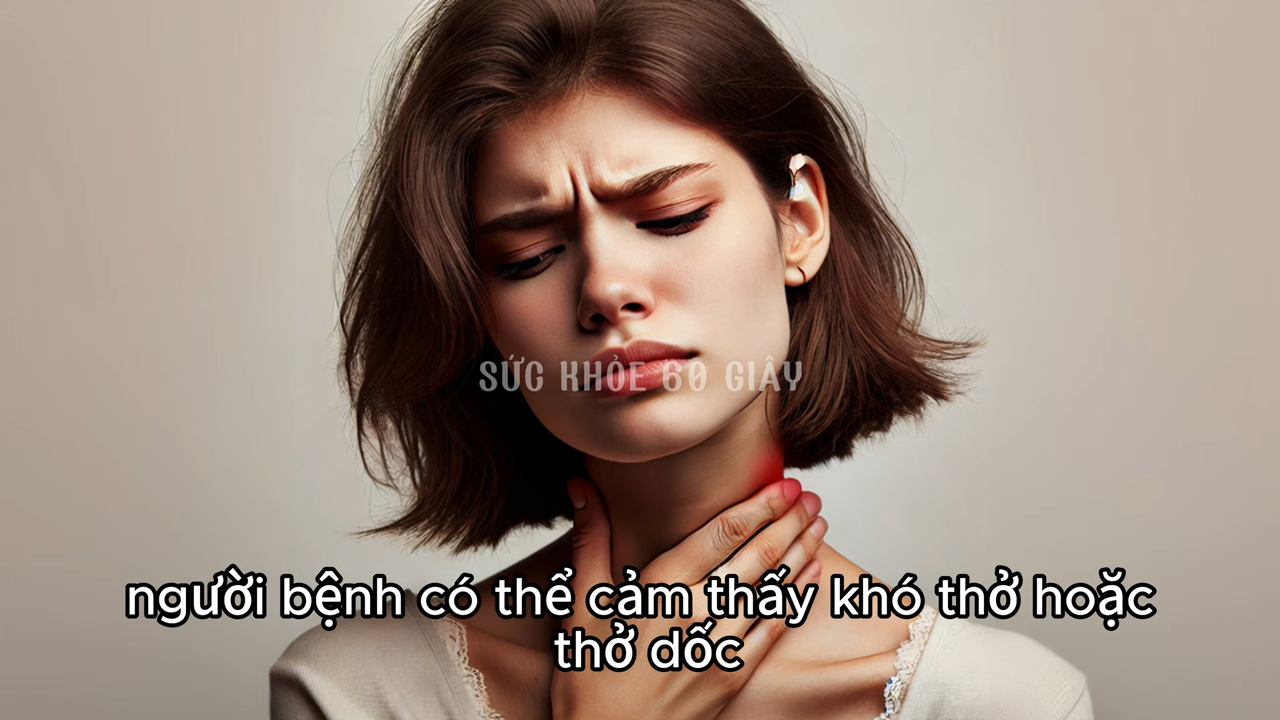 SỨC KHỎE 60 GIÂY
người bệnh có thể cảm thấy khó thở hoặc
thở dốc